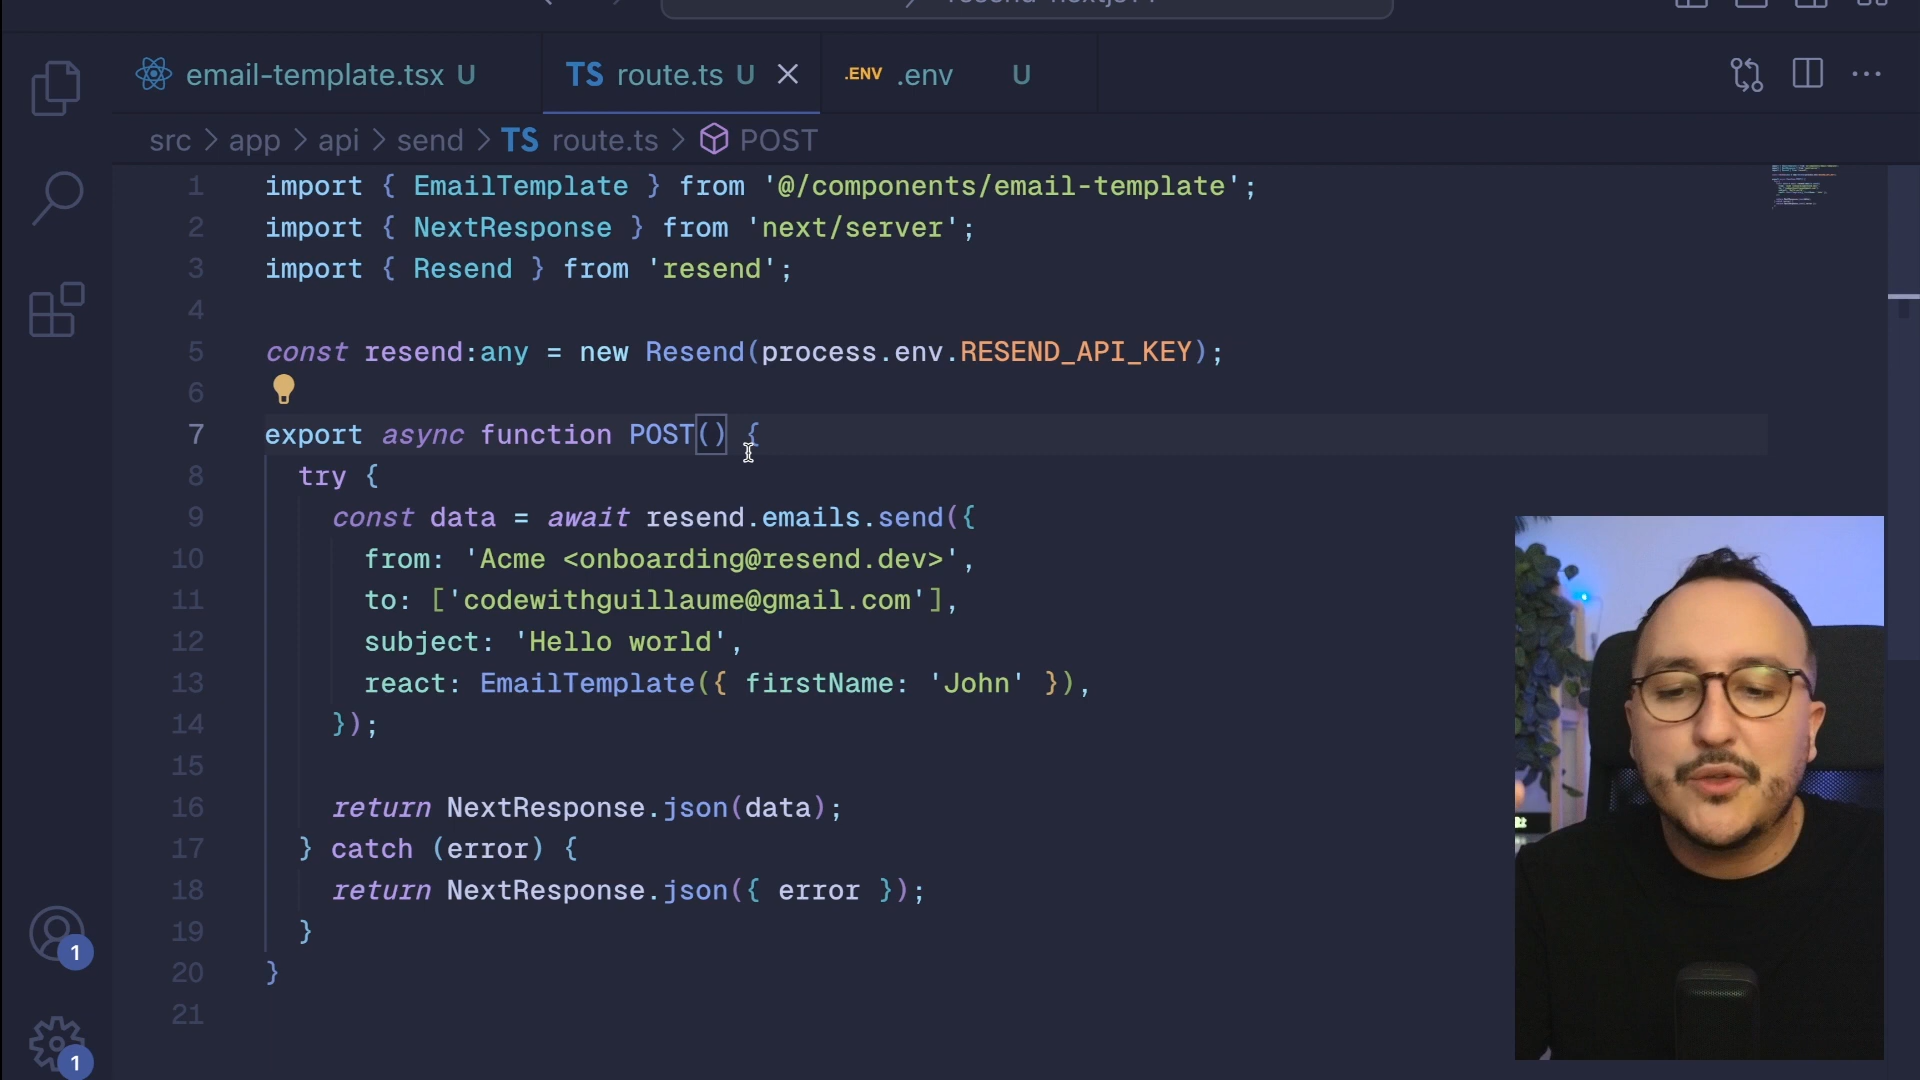 email-template.tsx U
TS route.ts U
.ENV .env U
src > app > api > send > TS route.ts > POST
1 import { EmailTemplate } from '@/components/email-template';
2 import { NextResponse } from 'next/server';
3 import { Resend } from 'resend';
4
5 const resend:any = new Resend(process.env.RESEND_API_KEY);
6
7 export async function POST() {
8 try {
9 const data = await resend.emails.send({
10 from: 'Acme <onboarding@resend.dev>',
11 to: ['codewithguillaume@gmail.com'],
12 subject: 'Hello world',
13 react: EmailTemplate({ firstName: 'John' }),
14 });
15
16 return NextResponse.json(data);
17 } catch (error) {
18 return NextResponse.json({ error });
19 }
20 }
21
1
1